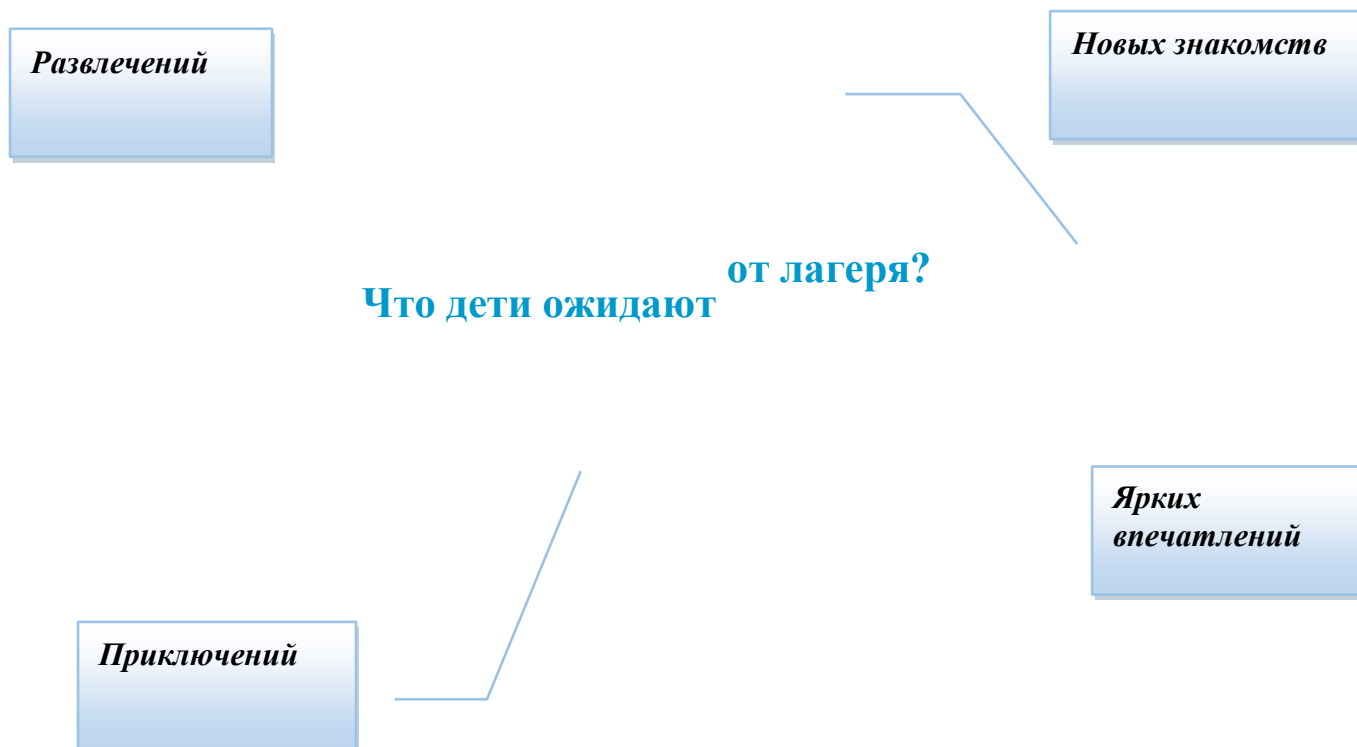 Развлечений
Новых знакомств
Что дети ожидают от лагеря?
Ярких
впечатлений
Приключений